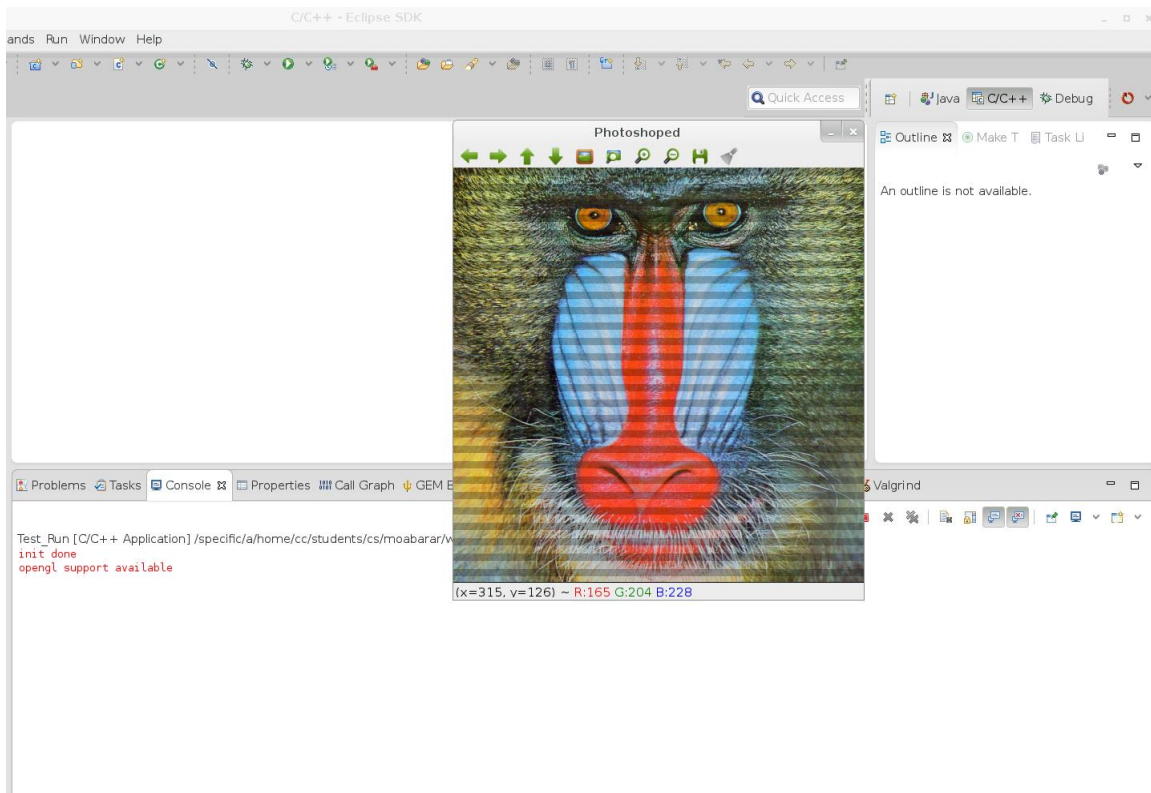 C/C++ - Eclipse SDK
ands Run Window Help
Quick Access
Java C/C++ Debug
Photoshoped
Outline Make T Task Li
An outline is not available.
Problems Tasks Console Properties Call Graph GEM E
Valgrind
Test_Run [C/C++ Application] /specific/a/home/cc/students/cs/moabarar/w
init done
opengl support available
(x=315, y=126) ~ R:165 G:204 B:228